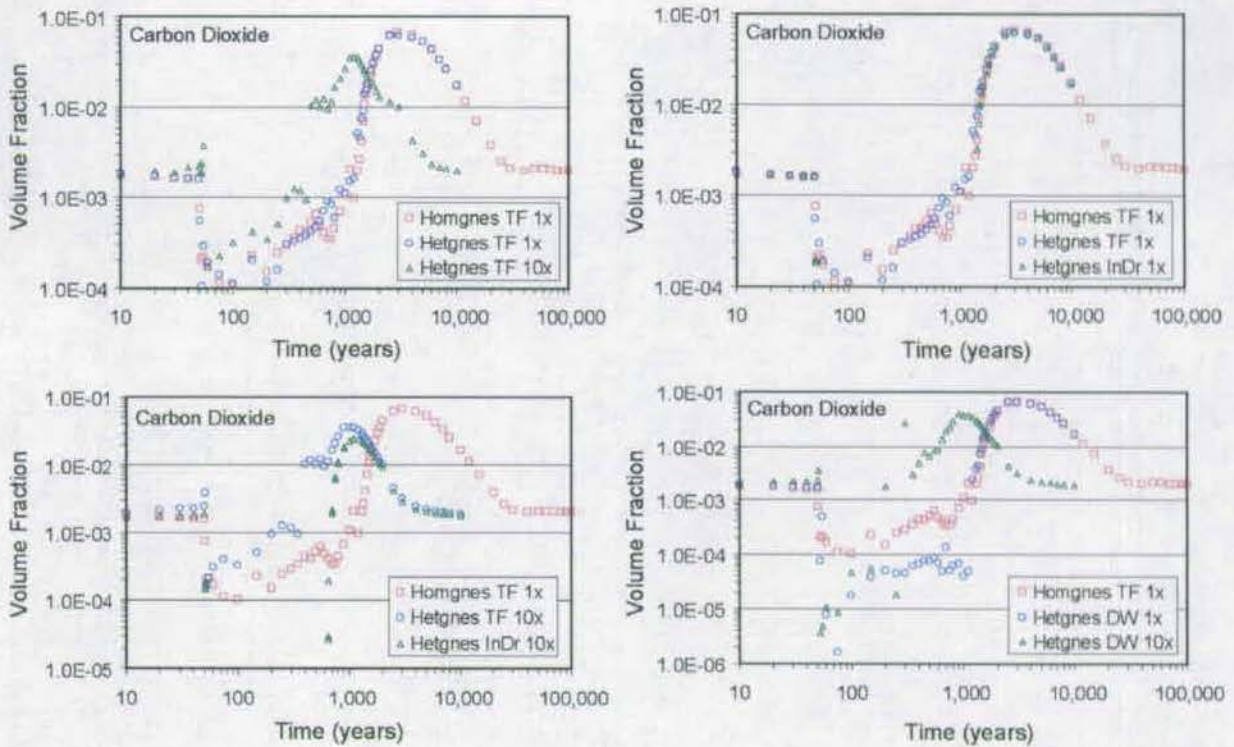 Carbon Dioxide
Volume Fraction
1.0E-01
1.0E-02
1.0E-03
1.0E-04
Homgnes TF 1x
Hetgnes TF 1x
Hetgnes TF 10x
10
100
1,000
10,000
100,000
Time (years)
Carbon Dioxide
Volume Fraction
1.0E-01
1.0E-02
1.0E-03
1.0E-04
Homgnes TF 1x
Hetgnes TF 1x
Hetgnes InDr 1x
10
100
1,000
10,000
100,000
Time (years)
Carbon Dioxide
Volume Fraction
1.0E-01
1.0E-02
1.0E-03
1.0E-04
1.0E-05
Homgnes TF 1x
Hetgnes TF 10x
Hetgnes InDr 10x
10
100
1,000
10,000
100,000
Time (years)
Carbon Dioxide
Volume Fraction
1.0E-01
1.0E-02
1.0E-03
1.0E-04
1.0E-05
1.0E-06
Homgnes TF 1x
Hetgnes DW 1x
Hetgnes DW 10x
10
100
1,000
10,000
100,000
Time (years)